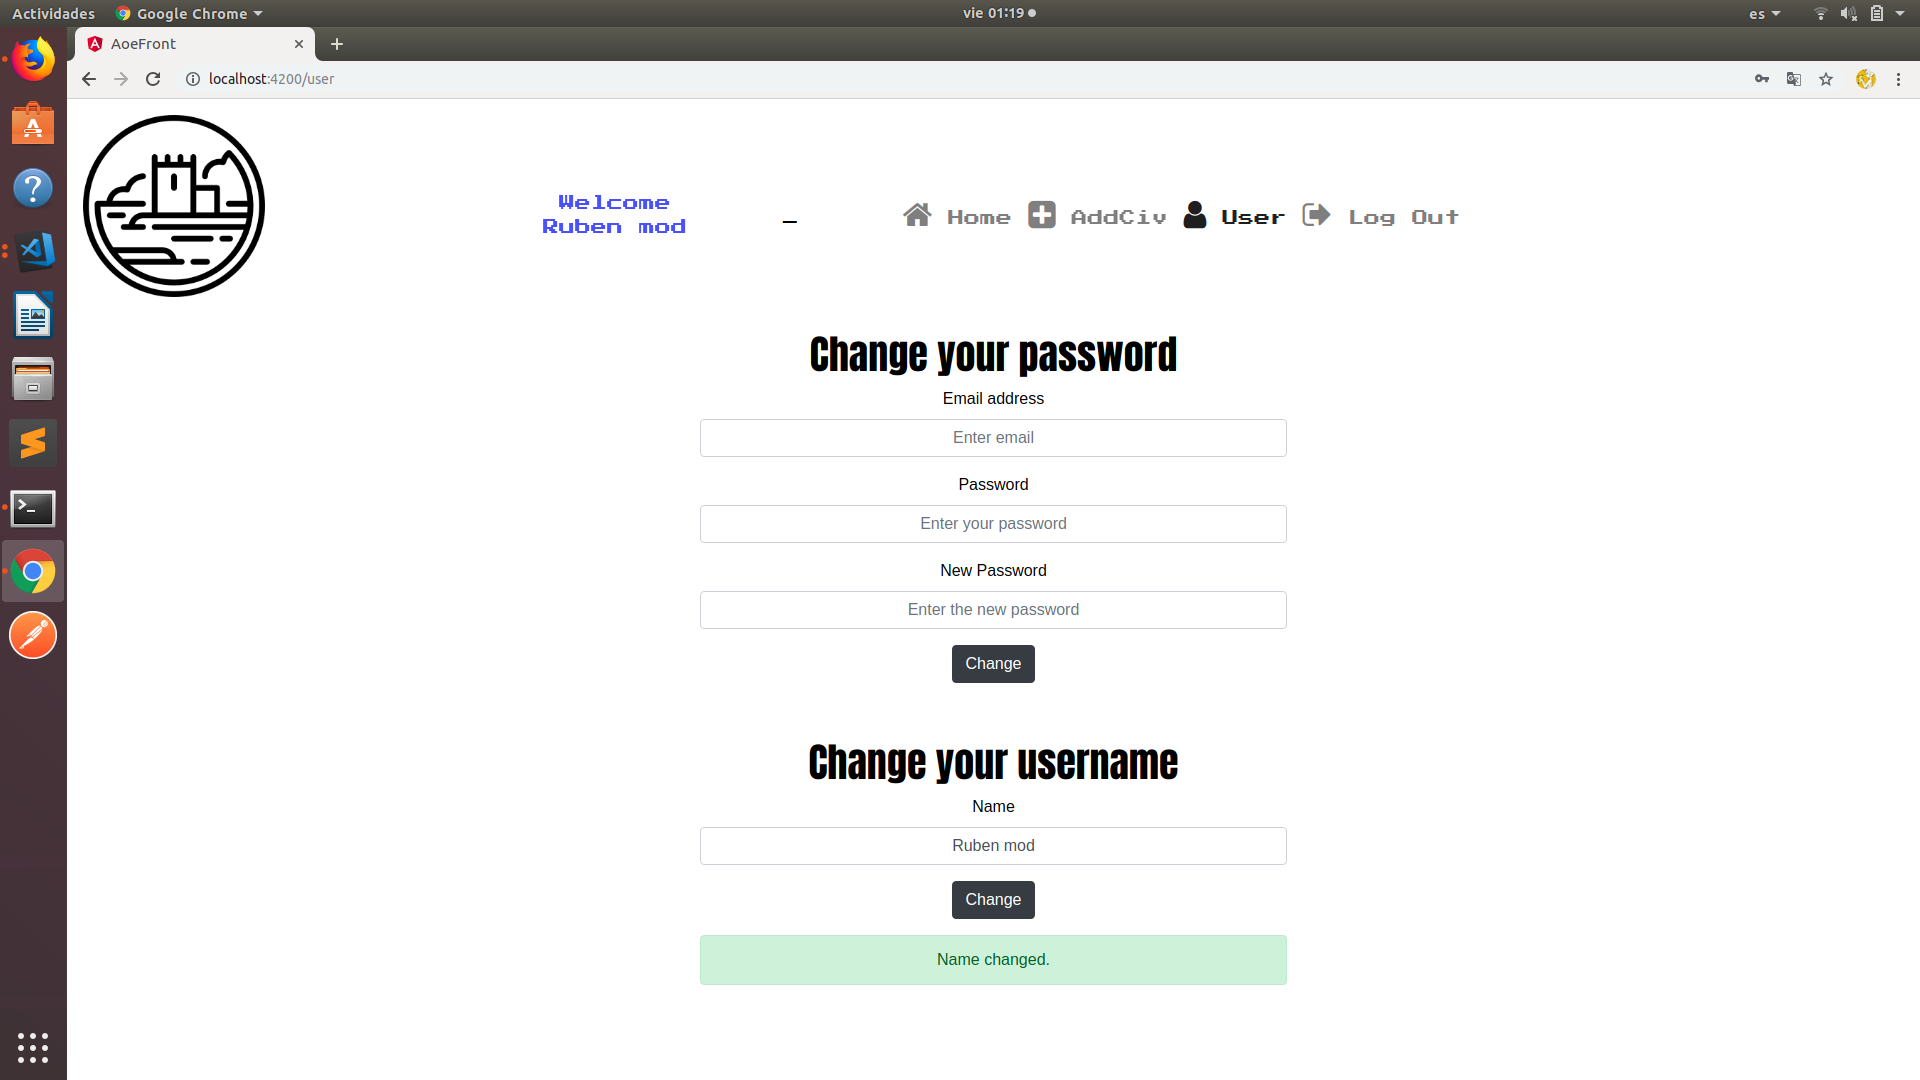 Actividades Google Chrome vie 01:19 es
AoeFront
localhost:4200/user
Welcome
Ruben mod
_ Home AddCiv User Log Out
Change your password
Email address
Enter email
Password
Enter your password
New Password
Enter the new password
Change
Change your username
Name
Ruben mod
Change
Name changed.